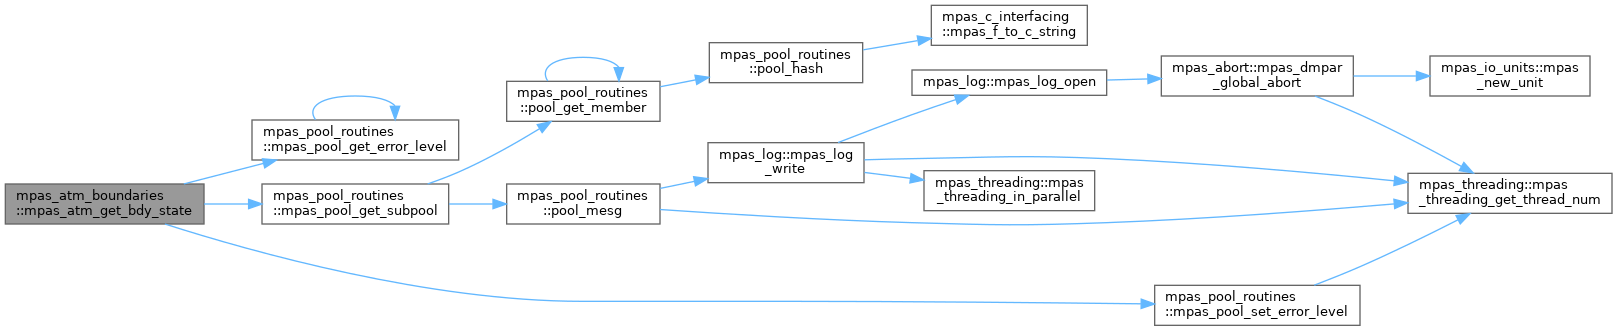 mpas_atm_boundaries
::mpas_atm_get_bdy_state
mpas_pool_routines
::mpas_pool_get_error_level
mpas_pool_routines
::mpas_pool_get_subpool
mpas_pool_routines
::pool_get_member
mpas_pool_routines
::pool_hash
mpas_c_interfacing
::mpas_f_to_c_string
mpas_pool_routines
::pool_mesg
mpas_log::mpas_log
_write
mpas_log::mpas_log_open
mpas_abort::mpas_dmpar
_global_abort
mpas_io_units::mpas
_new_unit
mpas_threading::mpas
_threading_get_thread_num
mpas_threading::mpas
_threading_in_parallel
mpas_pool_routines
::mpas_pool_set_error_level